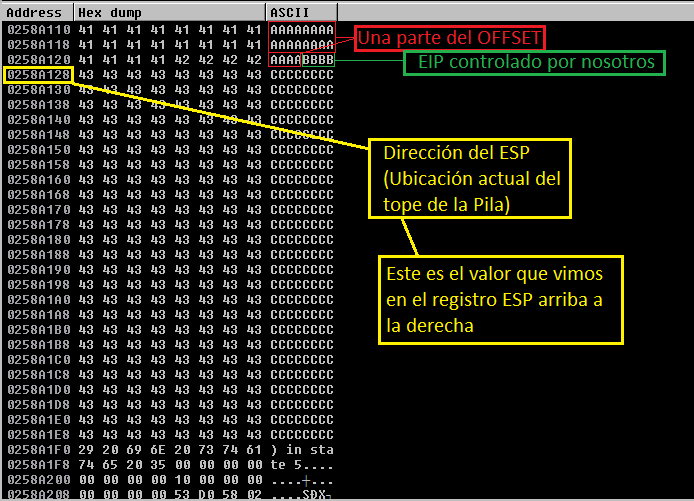 Address Hex dump ASCII
0258A110 41 41 41 41 41 41 41 41 AAAAAAAA
0258A118 41 41 41 41 41 41 41 41 AAAAAAAA
Una parte del OFFSET
0258A120 41 41 41 41 42 42 42 42 AAAABBBB
EIP controlado por nosotros
0258A128 43 43 43 43 43 43 43 43 CCCCCCCC
0258A130 43 43 43 43 43 43 43 43 CCCCCCCC
0258A138 43 43 43 43 43 43 43 43 CCCCCCCC
0258A140 43 43 43 43 43 43 43 43 CCCCCCCC
0258A148 43 43 43 43 43 43 43 43 CCCCCCCC
0258A150 43 43 43 43 43 43 43 43 CCCCCCCC
0258A158 43 43 43 43 43 43 43 43 CCCCCCCC
0258A160 43 43 43 43 43 43 43 43 CCCCCCCC
0258A168 43 43 43 43 43 43 43 43 CCCCCCCC
0258A170 43 43 43 43 43 43 43 43 CCCCCCCC
0258A178 43 43 43 43 43 43 43 43 CCCCCCCC
0258A180 43 43 43 43 43 43 43 43 CCCCCCCC
0258A188 43 43 43 43 43 43 43 43 CCCCCCCC
0258A190 43 43 43 43 43 43 43 43 CCCCCCCC
0258A198 43 43 43 43 43 43 43 43 CCCCCCCC
0258A1A0 43 43 43 43 43 43 43 43 CCCCCCCC
0258A1A8 43 43 43 43 43 43 43 43 CCCCCCCC
0258A1B0 43 43 43 43 43 43 43 43 CCCCCCCC
0258A1B8 43 43 43 43 43 43 43 43 CCCCCCCC
0258A1C0 43 43 43 43 43 43 43 43 CCCCCCCC
0258A1C8 43 43 43 43 43 43 43 43 CCCCCCCC
0258A1D0 43 43 43 43 43 43 43 43 CCCCCCCC
0258A1D8 43 43 43 43 43 43 43 43 CCCCCCCC
0258A1E0 43 43 43 43 43 43 43 43 CCCCCCCC
0258A1E8 43 43 43 43 43 43 43 43 CCCCCCCC
0258A1F0 29 20 69 6E 20 73 74 61 ) in sta
0258A1F8 74 65 20 35 00 00 00 00 te 5....
0258A200 00 00 00 00 10 00 00 00 ....┼...
0258A208 00 00 00 00 53 D0 58 02 ....SÐX┐
Dirección del ESP
(Ubicación actual del
tope de la Pila)
Este es el valor que vimos
en el registro ESP arriba a
la derecha